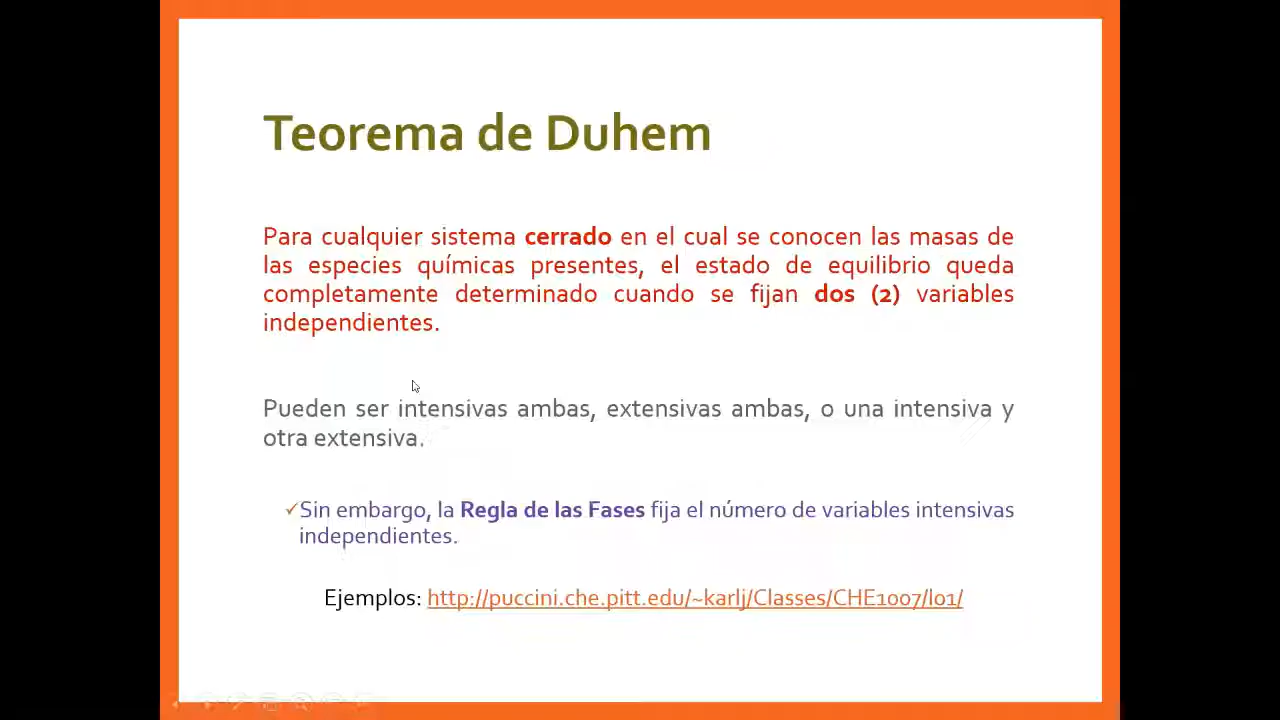 Teorema de Duhem
Para cualquier sistema cerrado en el cual se conocen las masas de
las especies químicas presentes, el estado de equilibrio queda
completamente determinado cuando se fijan dos (2) variables
independientes.
Pueden ser intensivas ambas, extensivas ambas, o una intensiva y
otra extensiva.
✓Sin embargo, la Regla de las Fases fija el número de variables intensivas
independientes.
Ejemplos: http://puccini.che.pitt.edu/~karlj/Classes/CHE1007/l01/